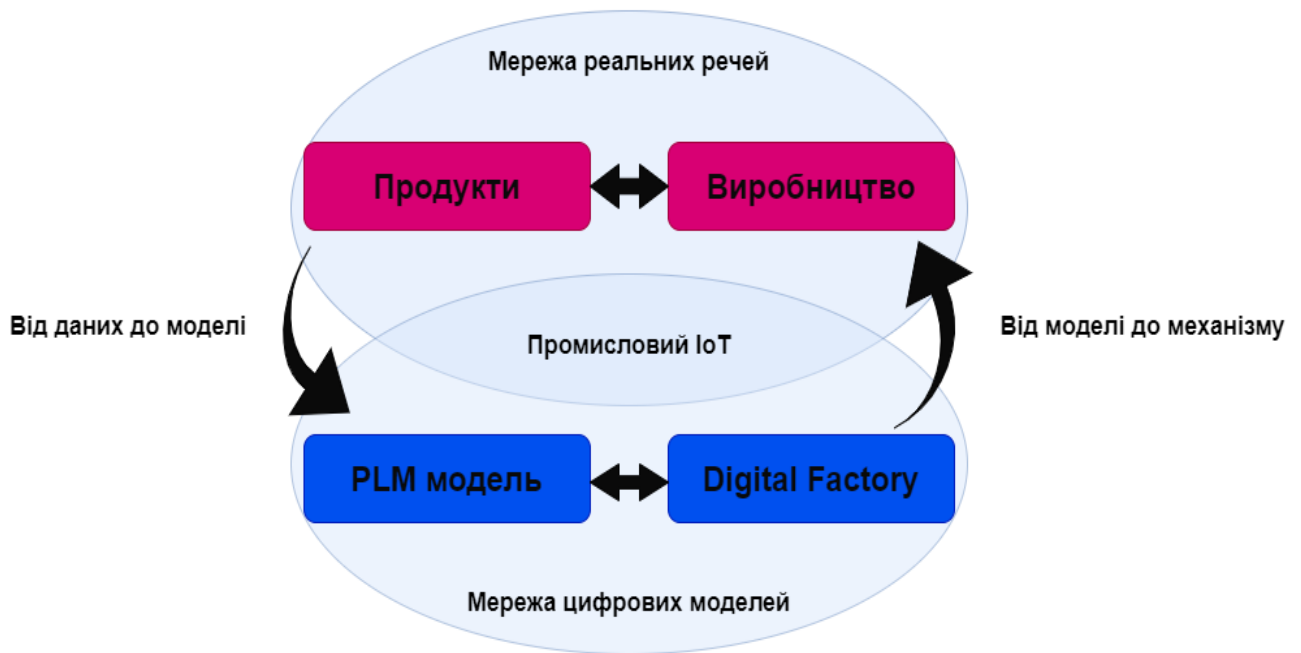 Мережа реальних речей
Продукти
Виробництво
Від даних до моделі
Промисловий IoT
Від моделі до механізму
PLM модель
Digital Factory
Мережа цифрових моделей